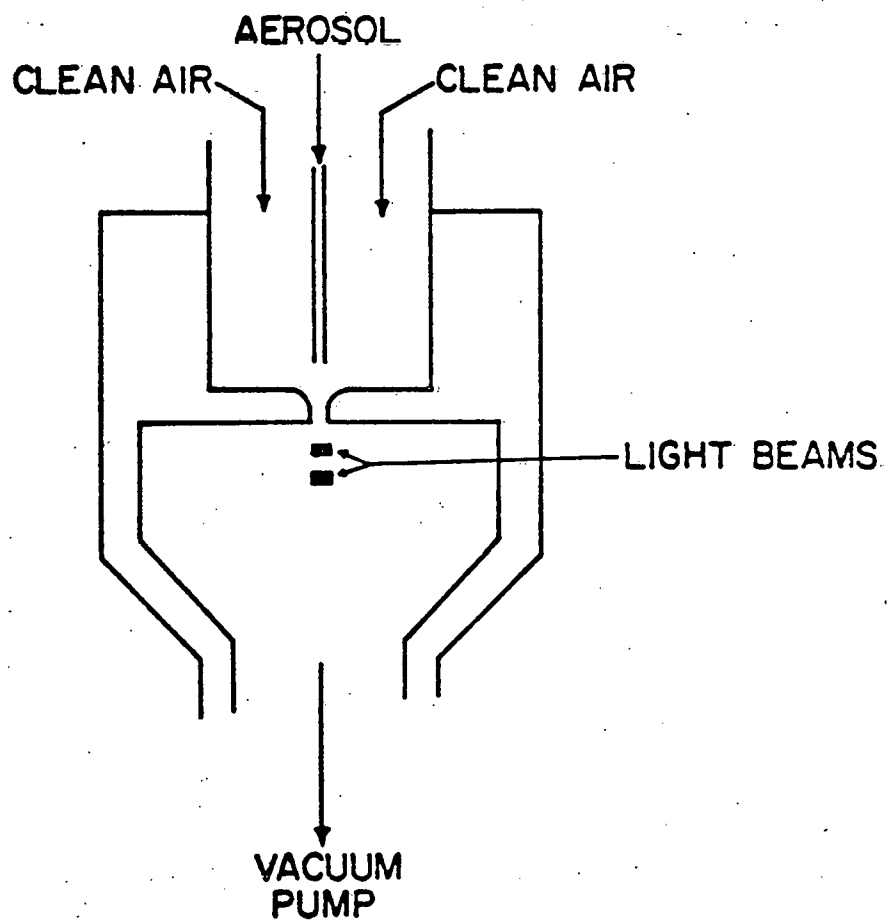 AEROSOL
CLEAN AIR
CLEAN AIR
LIGHT BEAMS
VACUUM
PUMP